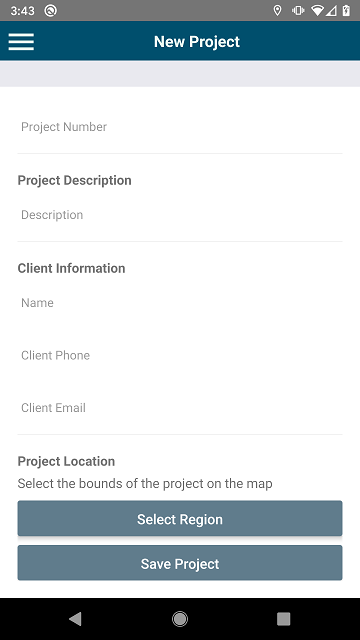 3:43
New Project
Project Number
Project Description
Description
Client Information
Name
Client Phone
Client Email
Project Location
Select the bounds of the project on the map
Select Region
Save Project